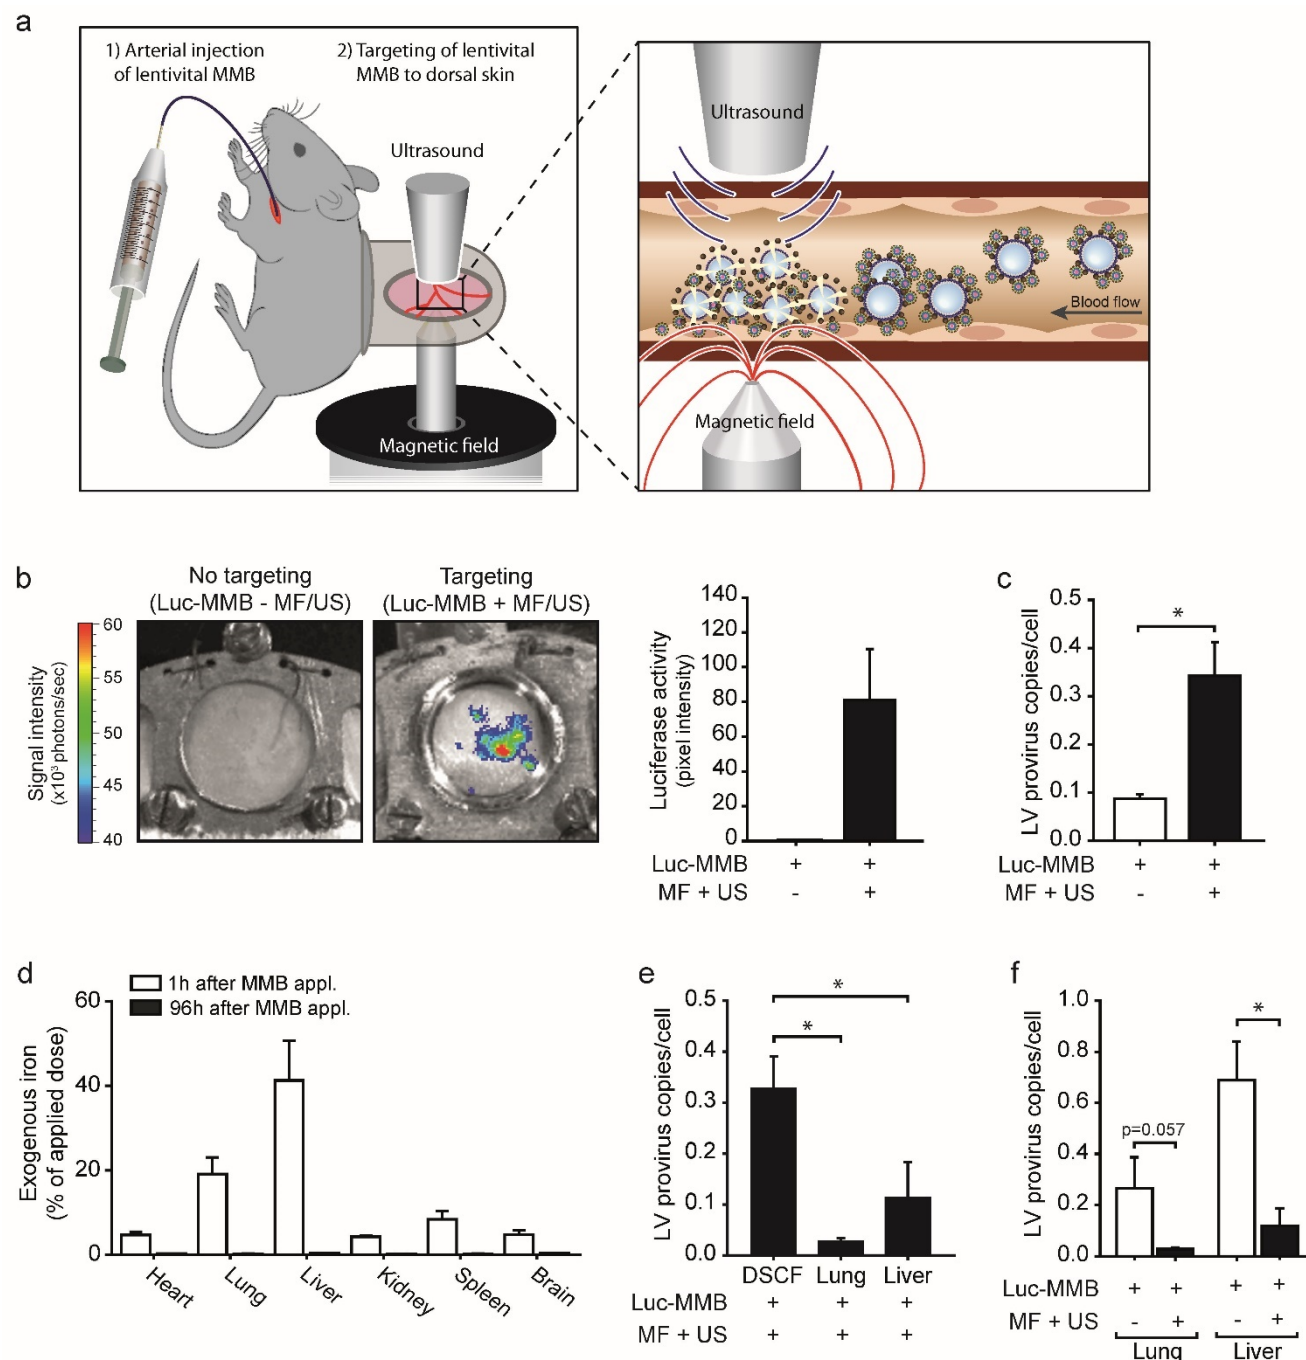 a
1) Arterial injection
of lentivital MMB
2) Targeting of lentivital
MMB to dorsal skin
Ultrasound
Magnetic field
Ultrasound
Blood flow
Magnetic field
b
No targeting
(Luc-MMB - MF/US)
Targeting
(Luc-MMB + MF/US)
Signal intensity
(x10³ photons/sec)
60
55
50
45
40
Luciferase activity
(pixel intensity)
140
120
100
80
60
40
20
0
Luc-MMB + +
MF + US - +
c
LV provirus copies/cell
0.5
0.4
0.3
0.2
0.1
0.0
*
Luc-MMB + +
MF + US - +
d
1h after MMB appl.
96h after MMB appl.
Exogenous iron
(% of applied dose)
60
40
20
0
Heart Lung Liver Kidney Spleen Brain
e
LV provirus copies/cell
0.5
0.4
0.3
0.2
0.1
0.0
*
*
DSCF Lung Liver
Luc-MMB + + +
MF + US + + +
f
LV provirus copies/cell
1.0
0.8
0.6
0.4
0.2
0.0
*
p=0.057
Luc-MMB + + + +
MF + US - + - +
Lung Liver